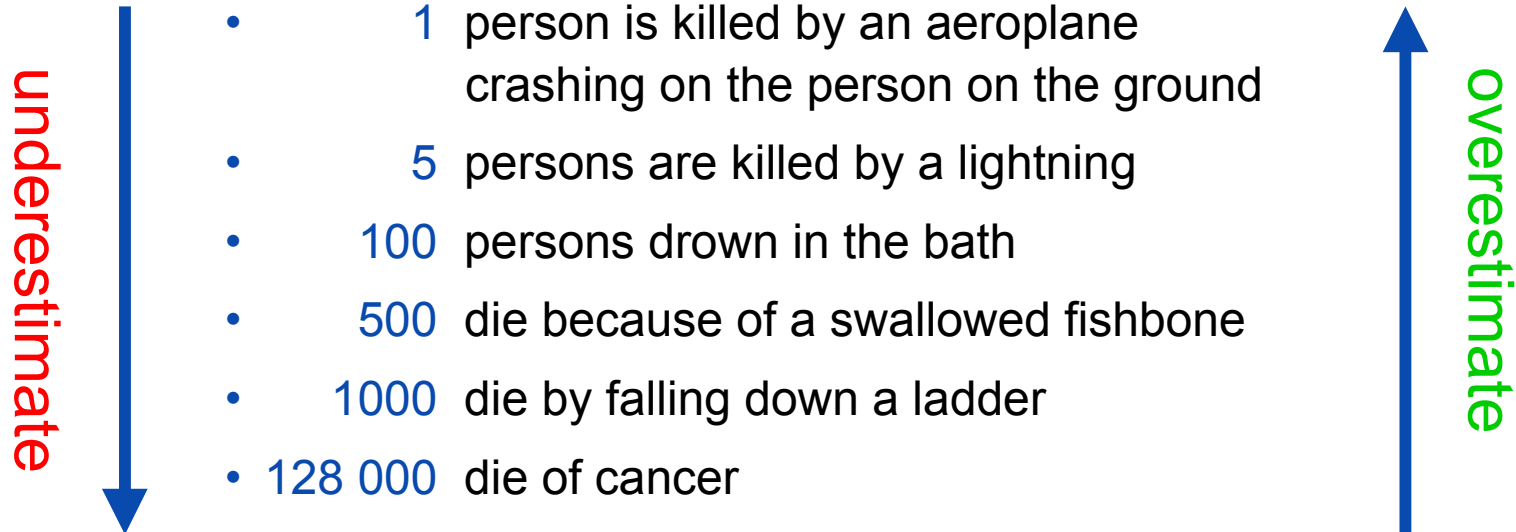 underestimate
• 1 person is killed by an aeroplane
crashing on the person on the ground
• 5 persons are killed by a lightning
• 100 persons drown in the bath
• 500 die because of a swallowed fishbone
• 1000 die by falling down a ladder
• 128 000 die of cancer
overestimate